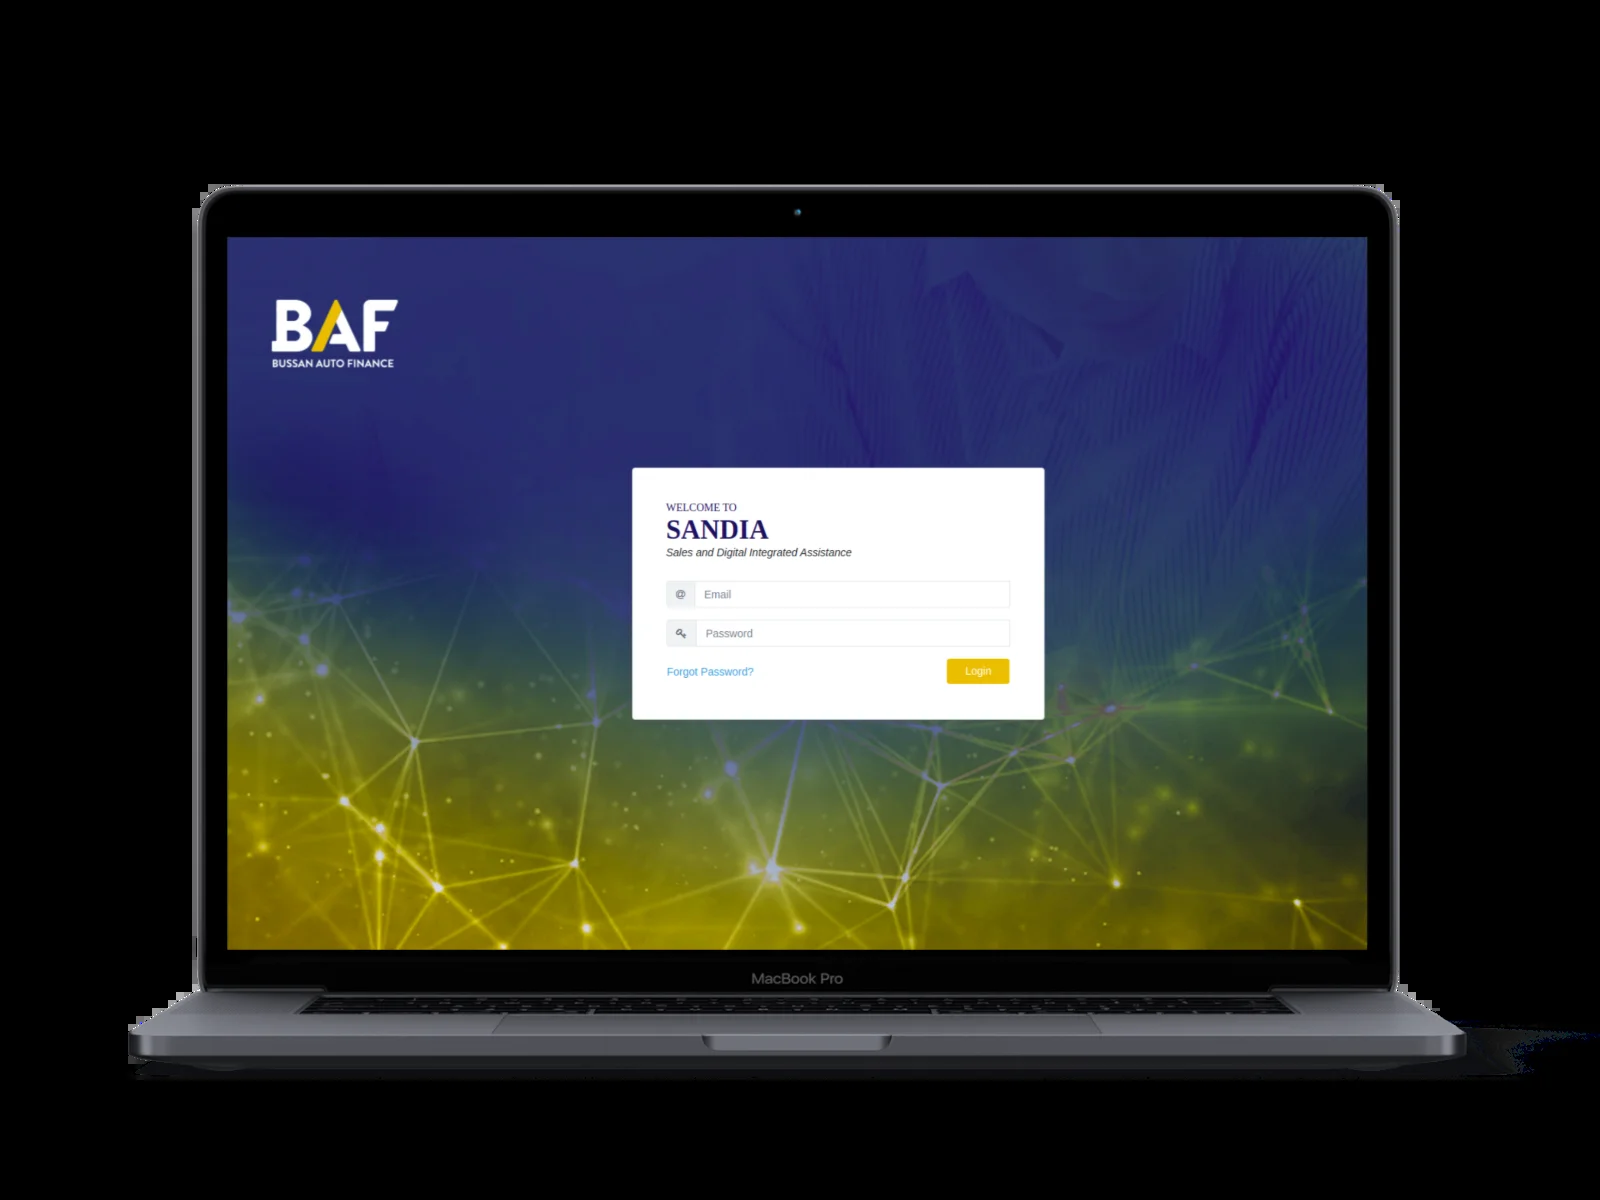 BAF
BUSSAN AUTO FINANCE
WELCOME TO
SANDIA
Sales and Digital Integrated Assistance
@ Email
Password
Forgot Password?
Login
MacBook Pro